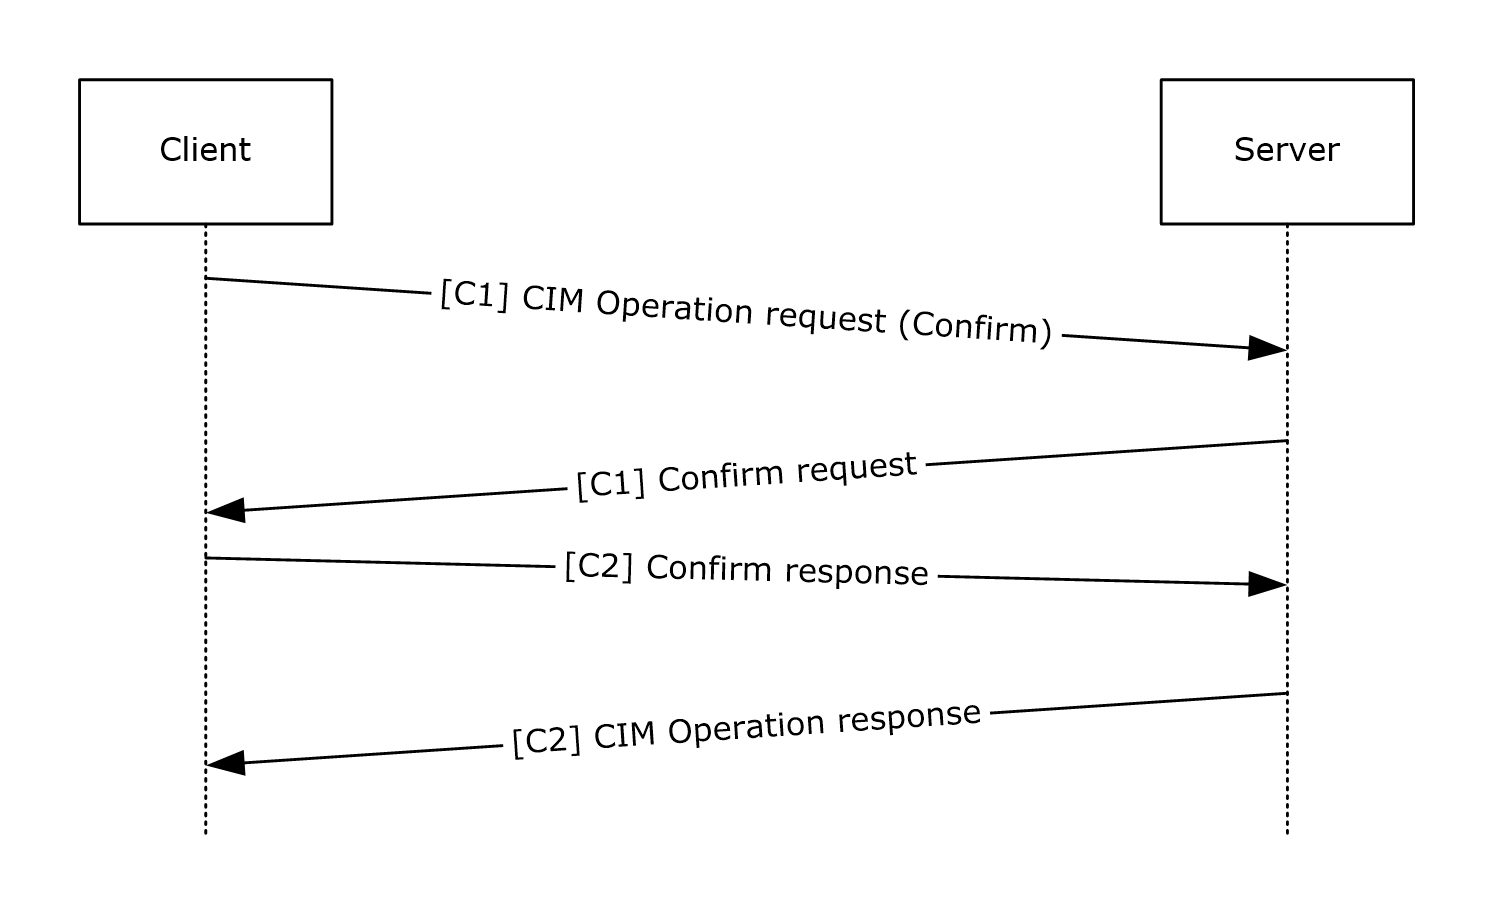 Client
Server
[C1] CIM Operation request (Confirm)
[C1] Confirm request
[C2] Confirm response
[C2] CIM Operation response